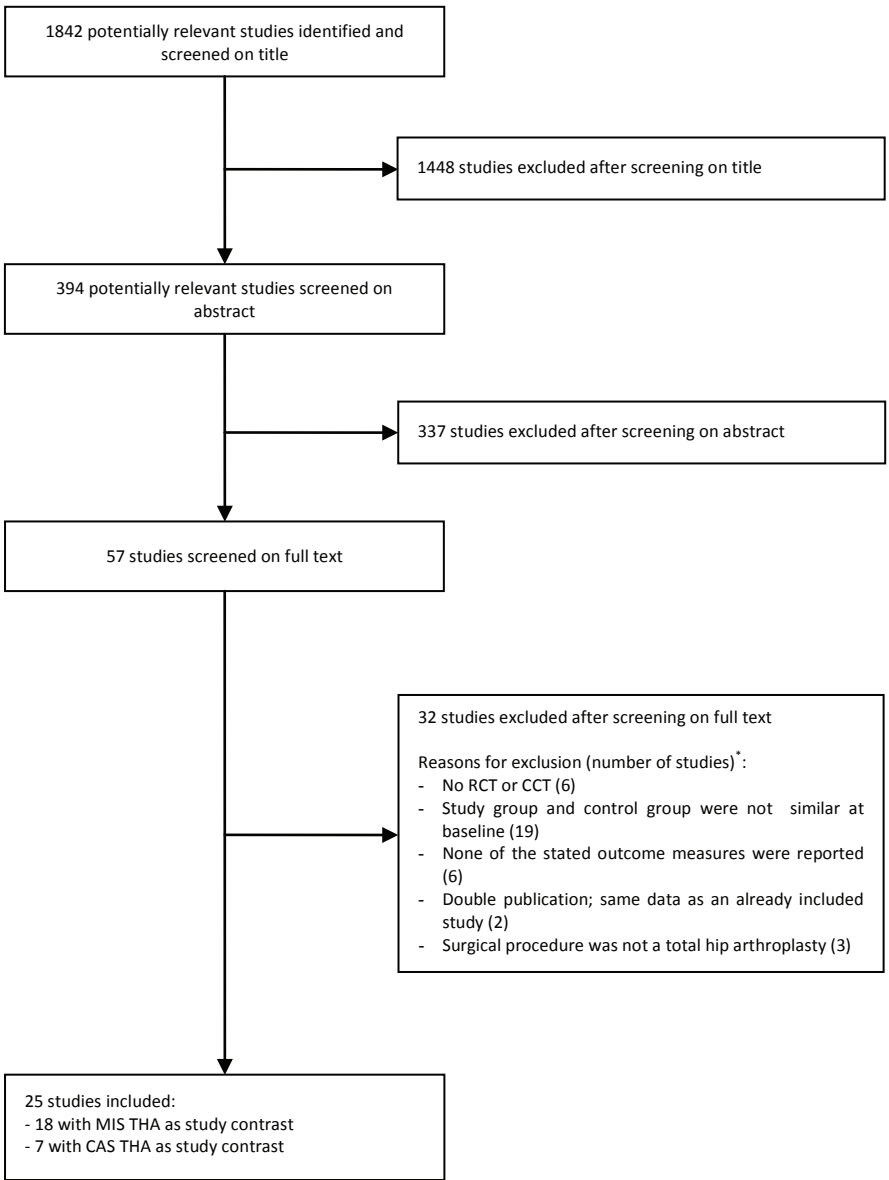 1842 potentially relevant studies identified and
screened on title
1448 studies excluded after screening on title
394 potentially relevant studies screened on
abstract
337 studies excluded after screening on abstract
57 studies screened on full text
32 studies excluded after screening on full text
Reasons for exclusion (number of studies)*:
- No RCT or CCT (6)
- Study group and control group were not similar at
baseline (19)
- None of the stated outcome measures were reported
(6)
- Double publication; same data as an already included
study (2)
- Surgical procedure was not a total hip arthroplasty (3)
25 studies included:
- 18 with MIS THA as study contrast
- 7 with CAS THA as study contrast